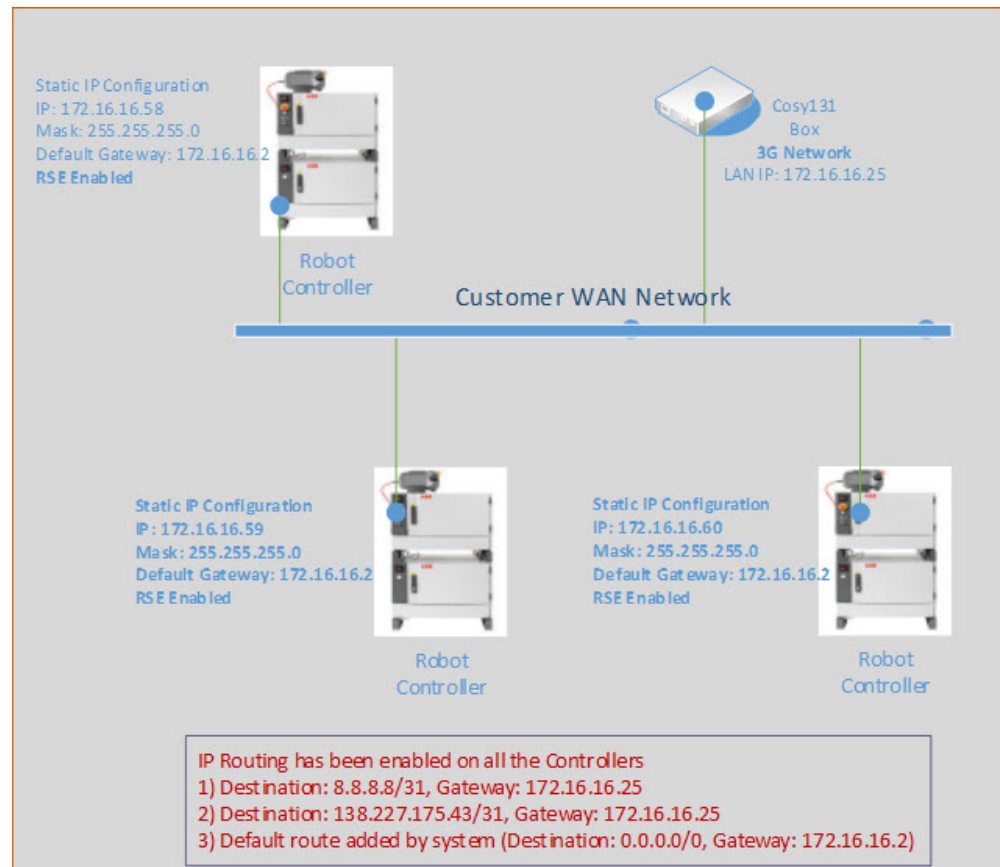 Static IP Configuration
IP: 172.16.16.58
Mask: 255.255.255.0
Default Gateway: 172.16.16.2
RSE Enabled
Robot
Controller
Cosy131
Box
3G Network
LAN IP: 172.16.16.25
Customer WAN Network
Static IP Configuration
IP: 172.16.16.59
Mask: 255.255.255.0
Default Gateway: 172.16.16.2
RSE Enabled
Robot
Controller
Static IP Configuration
IP: 172.16.16.60
Mask: 255.255.255.0
Default Gateway: 172.16.16.2
RSE Enabled
Robot
Controller
IP Routing has been enabled on all the Controllers
1) Destination: 8.8.8.8/31, Gateway: 172.16.16.25
2) Destination: 138.227.175.43/31, Gateway: 172.16.16.25
3) Default route added by system (Destination: 0.0.0.0/0, Gateway: 172.16.16.2)